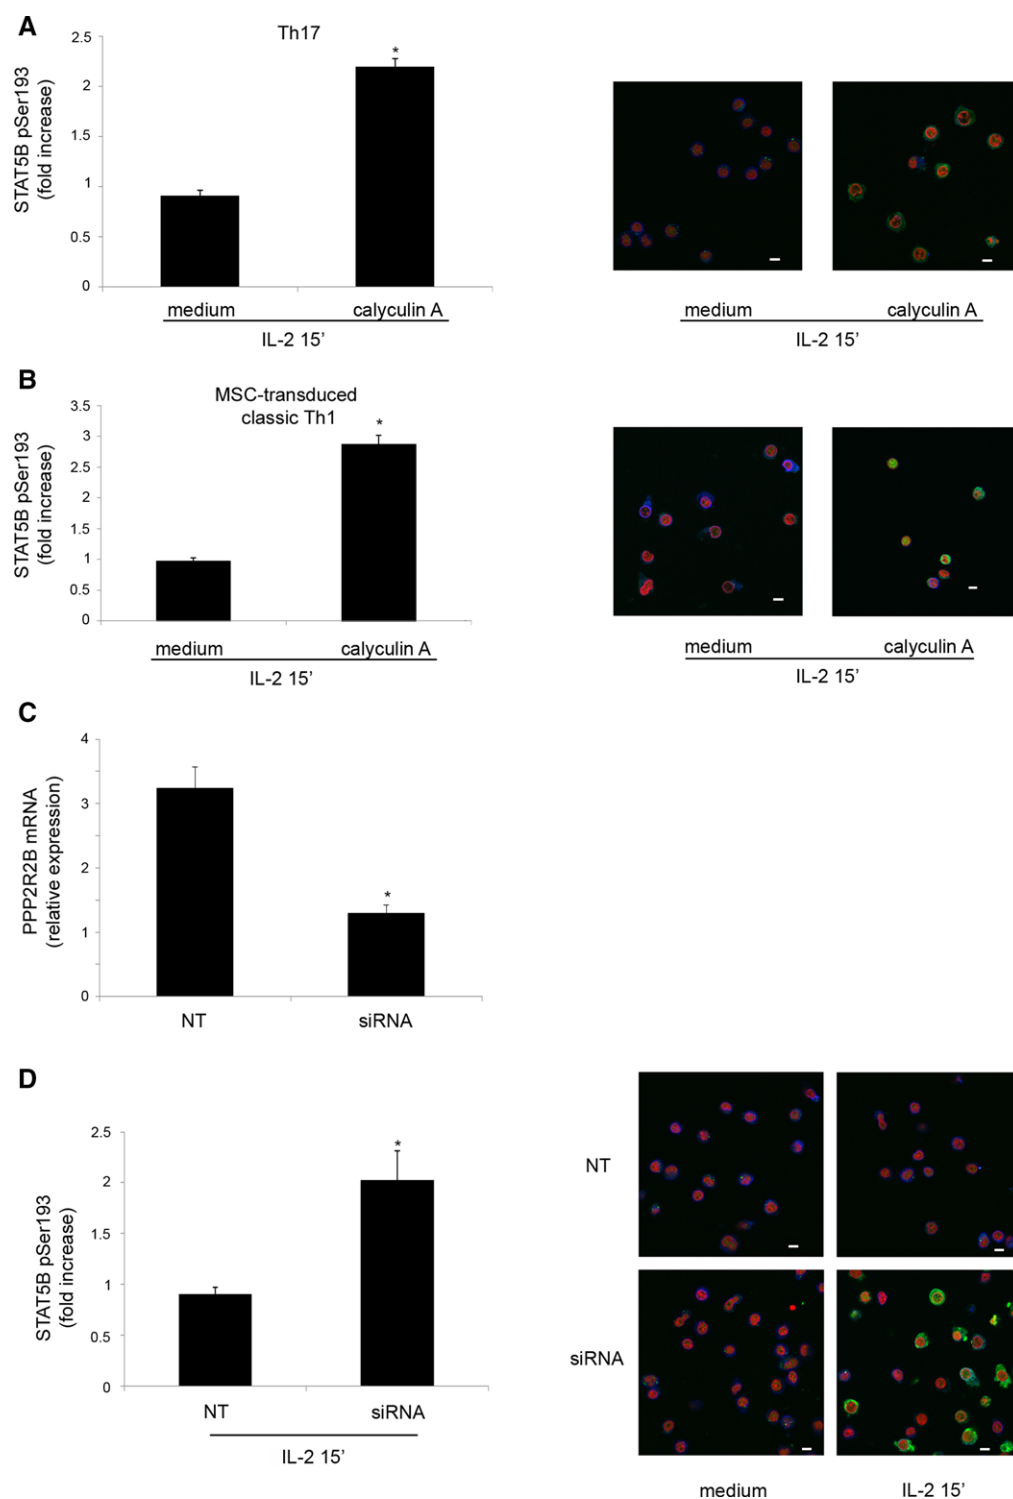 A
Th17
STAT5B pSer193
(fold increase)
2.5
*
2
1.5
1
0.5
0
medium
calyculin A
IL-2 15'
medium
calyculin A
IL-2 15'
B
MSC-transduced
classic Th1
STAT5B pSer193
(fold increase)
3.5
*
3
2.5
2
1.5
1
0.5
0
medium
calyculin A
IL-2 15'
medium
calyculin A
IL-2 15'
C
PPP2R2B mRNA
(relative expression)
4
3
2
*
1
0
NT
siRNA
D
STAT5B pSer193
(fold increase)
2.5
*
2
1.5
1
0.5
0
NT
siRNA
IL-2 15'
NT
siRNA
medium
IL-2 15'